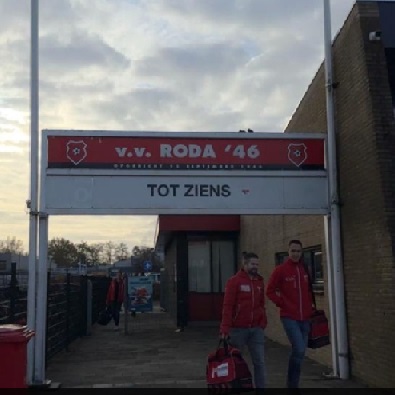 v.v. RODA '46
TOT ZIENS